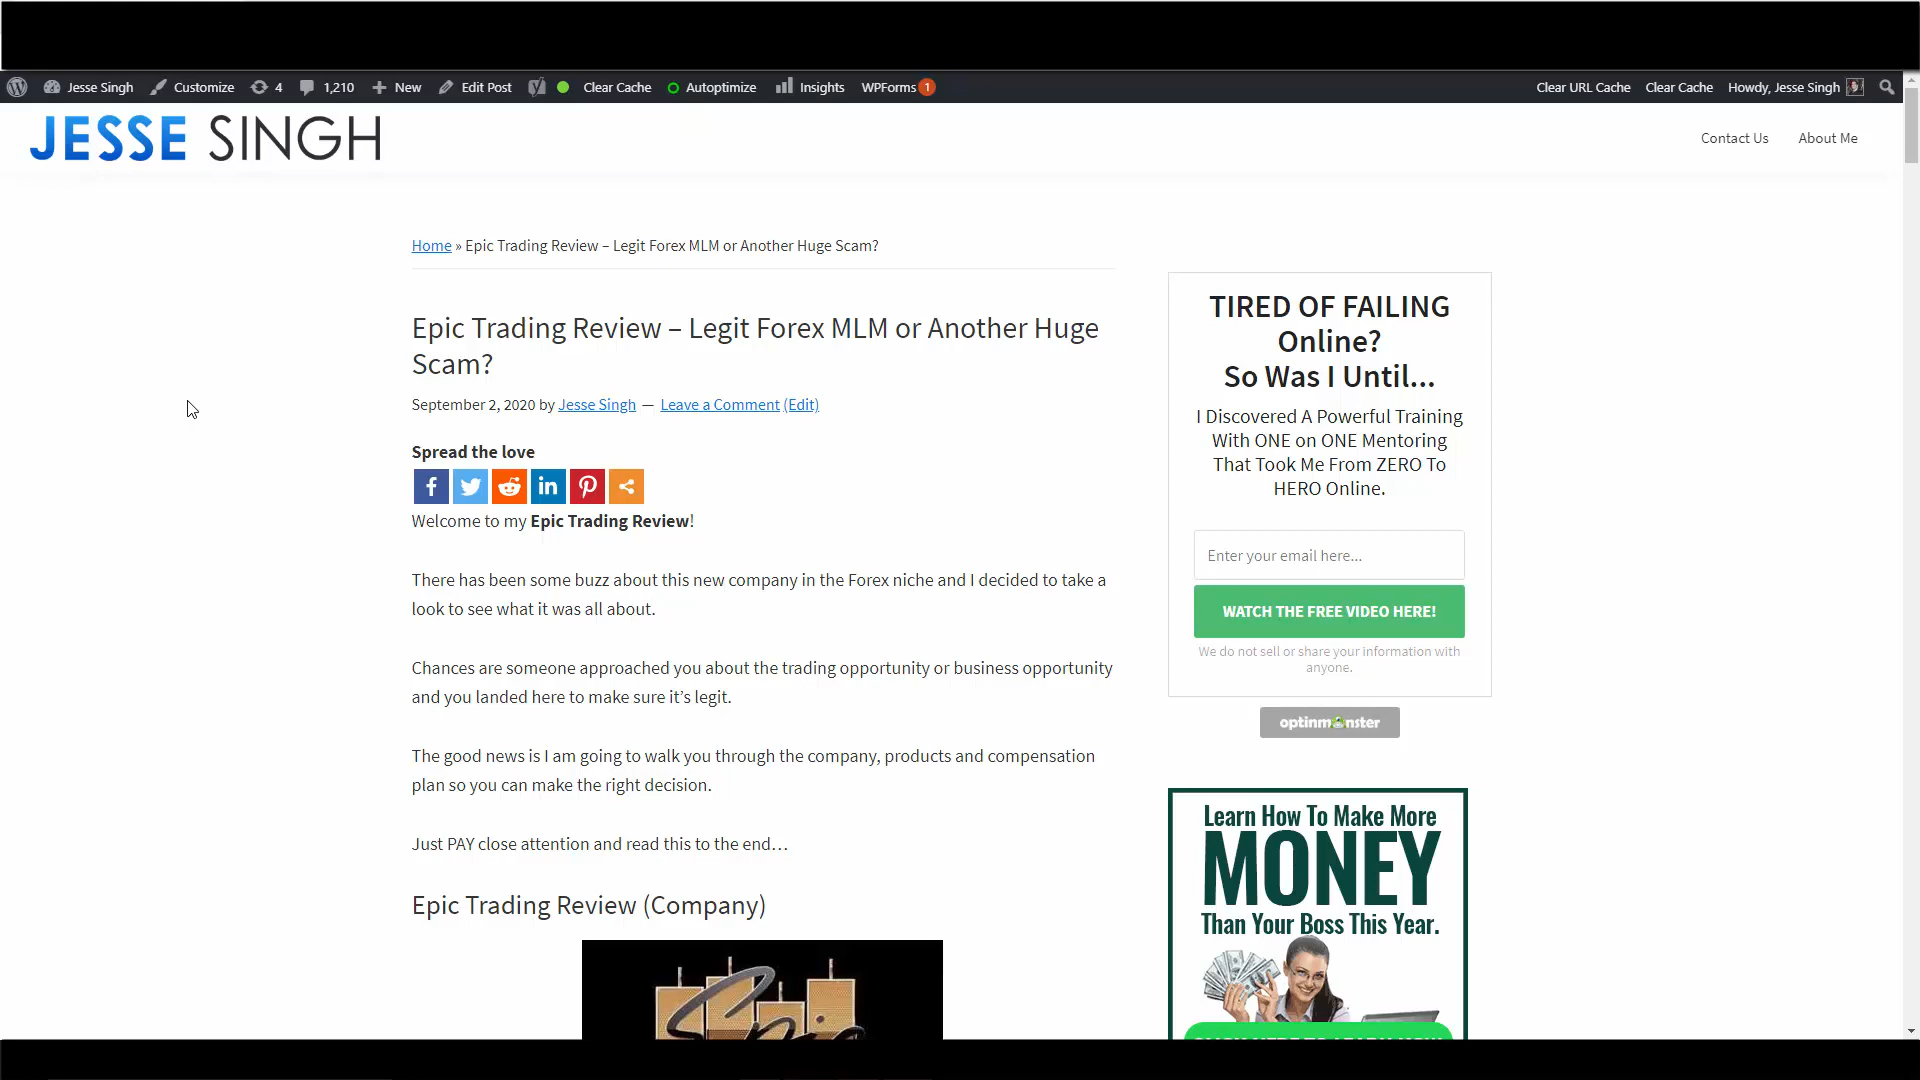 Jesse Singh Customize 4 1,210 New Edit Post Clear Cache Autoptimize Insights WPForms 1 Clear URL Cache Clear Cache Howdy, Jesse Singh
JESSE SINGH
Contact Us About Me
Home » Epic Trading Review – Legit Forex MLM or Another Huge Scam?
Epic Trading Review – Legit Forex MLM or Another Huge
Scam?
September 2, 2020 by Jesse Singh — Leave a Comment (Edit)
Spread the love
Welcome to my Epic Trading Review!
There has been some buzz about this new company in the Forex niche and I decided to take a
look to see what it was all about.
Chances are someone approached you about the trading opportunity or business opportunity
and you landed here to make sure it’s legit.
The good news is I am going to walk you through the company, products and compensation
plan so you can make the right decision.
Just PAY close attention and read this to the end…
Epic Trading Review (Company)
Epic
TIRED OF FAILING
Online?
So Was I Until...
I Discovered A Powerful Training
With ONE on ONE Mentoring
That Took Me From ZERO To
HERO Online.
Enter your email here...
WATCH THE FREE VIDEO HERE!
We do not sell or share your information with
anyone.
optinmonster
Learn How To Make More
MONEY
Than Your Boss This Year.